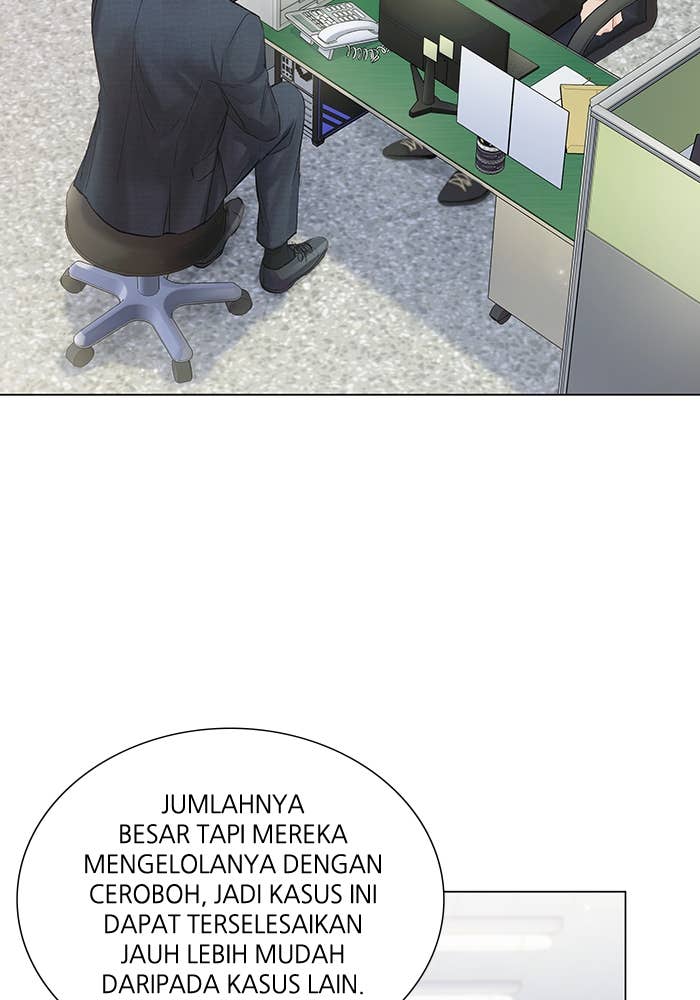 JUMLAHNYA
BESAR TAPI MEREKA
MENGELOLANYA DENGAN
CEROBOH, JADI KASUS INI
DAPAT TERSELESAIKAN
JAUH LEBIH MUDAH
DARIPADA KASUS LAIN.